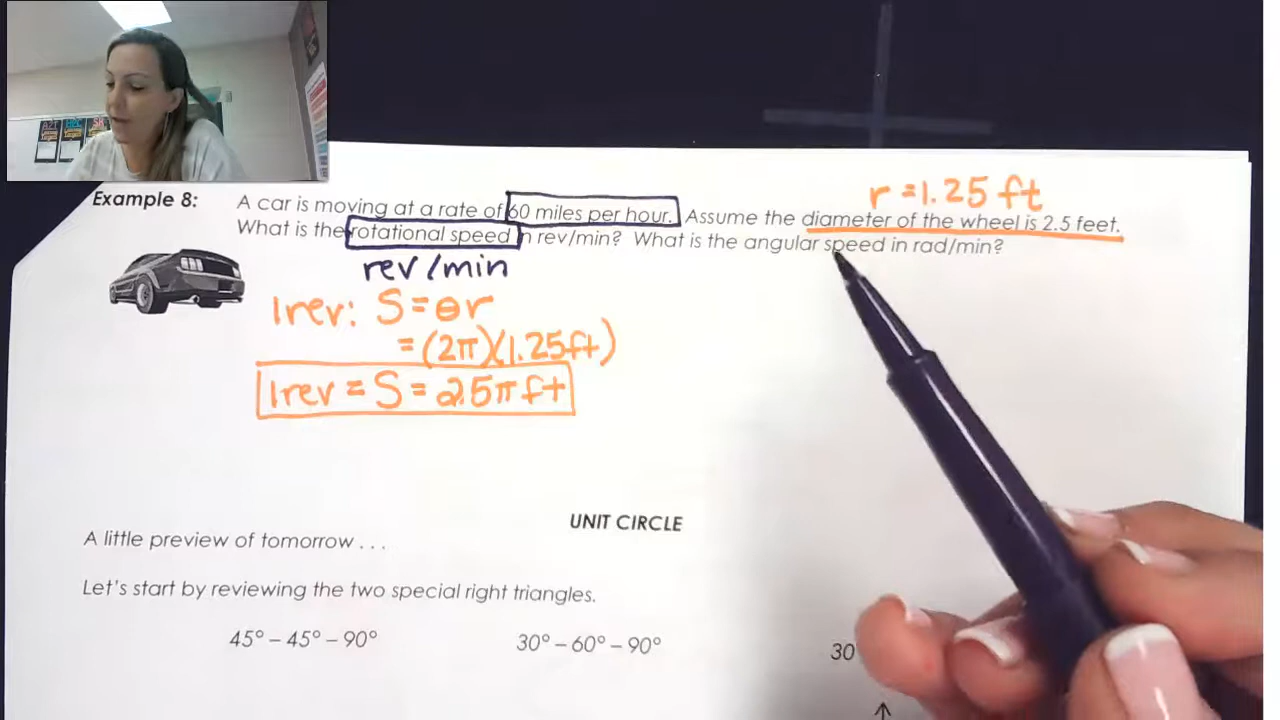 Example 8: A car is moving at a rate of 60 miles per hour. Assume the diameter of the wheel is 2.5 feet.
What is the rotational speed in rev/min? What is the angular speed in rad/min?
r = 1.25 ft
rev/min
1rev: S = θr
= (2π)(1.25ft)
1rev = S = 2.5π ft
UNIT CIRCLE
A little preview of tomorrow . . .
Let's start by reviewing the two special right triangles.
45° – 45° – 90°
30° – 60° – 90°
30